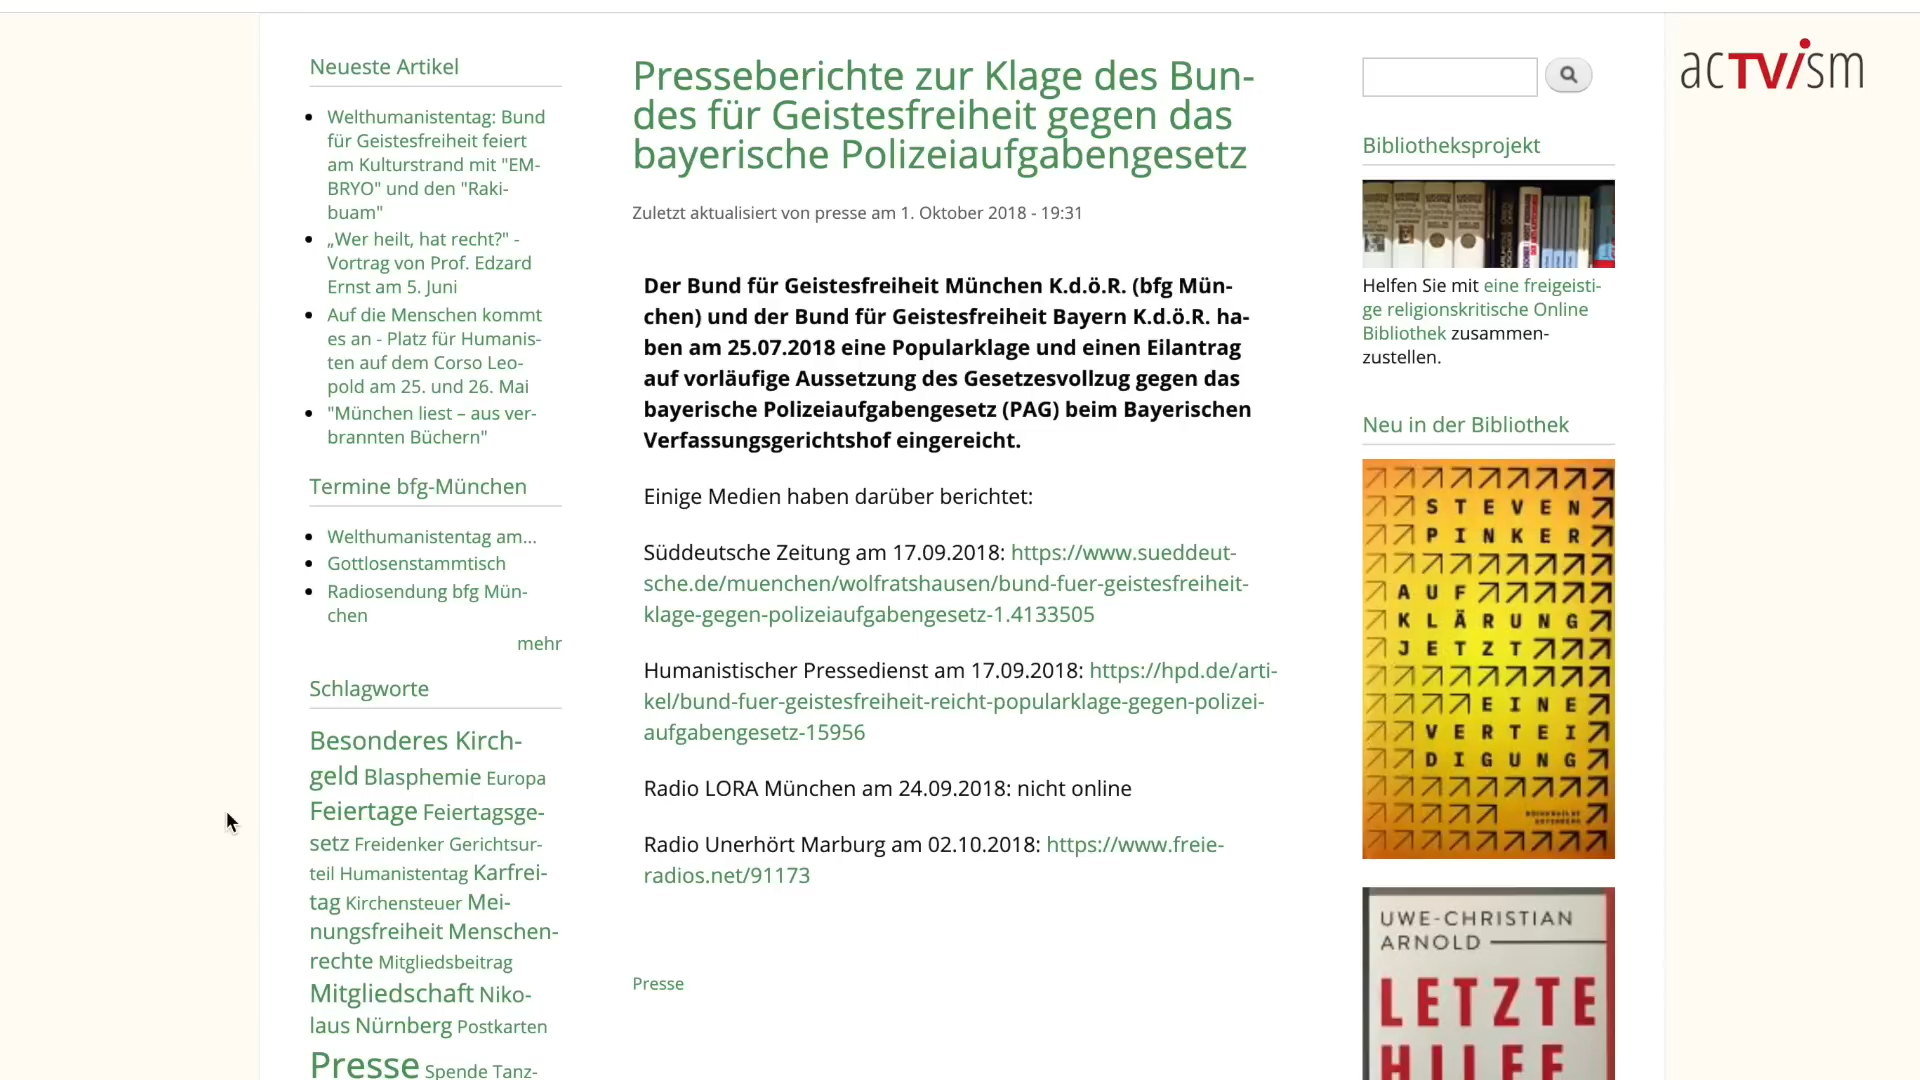 Neueste Artikel
Welthumanistentag: Bund
für Geistesfreiheit feiert
am Kulturstrand mit "EM-
BRYO" und den "Raki-
buam"
„Wer heilt, hat recht?" -
Vortrag von Prof. Edzard
Ernst am 5. Juni
Auf die Menschen kommt
es an - Platz für Humanis-
ten auf dem Corso Leo-
pold am 25. und 26. Mai
"München liest – aus ver-
brannten Büchern"
Termine bfg-München
Welthumanistentag am...
Gottlosenstammtisch
Radiosendung bfg Mün-
chen
mehr
Schlagworte
Besonderes Kirch-
geld Blasphemie Europa
Feiertage Feiertagsge-
setz Freidenker Gerichtsur-
teil Humanistentag Karfrei-
tag Kirchensteuer Mei-
nungsfreiheit Menschen-
rechte Mitgliedsbeitrag
Mitgliedschaft Niko-
laus Nürnberg Postkarten
Presse Spende Tanz-
Presseberichte zur Klage des Bun-
des für Geistesfreiheit gegen das
bayerische Polizeiaufgabengesetz
Zuletzt aktualisiert von presse am 1. Oktober 2018 - 19:31
Der Bund für Geistesfreiheit München K.d.ö.R. (bfg Mün-
chen) und der Bund für Geistesfreiheit Bayern K.d.ö.R. ha-
ben am 25.07.2018 eine Popularklage und einen Eilantrag
auf vorläufige Aussetzung des Gesetzesvollzug gegen das
bayerische Polizeiaufgabengesetz (PAG) beim Bayerischen
Verfassungsgerichtshof eingereicht.
Einige Medien haben darüber berichtet:
Süddeutsche Zeitung am 17.09.2018: https://www.sueddeut-
sche.de/muenchen/wolfratshausen/bund-fuer-geistesfreiheit-
klage-gegen-polizeiaufgabengesetz-1.4133505
Humanistischer Pressedienst am 17.09.2018: https://hpd.de/arti-
kel/bund-fuer-geistesfreiheit-reicht-popularklage-gegen-polizei-
aufgabengesetz-15956
Radio LORA München am 24.09.2018: nicht online
Radio Unerhört Marburg am 02.10.2018: https://www.freie-
radios.net/91173
Presse
Bibliotheksprojekt
Helfen Sie mit eine freigeisti-
ge religionskritische Online
Bibliothek zusammen-
zustellen.
Neu in der Bibliothek
STEVEN
PINKER
AUF
KLÄRUNG
JETZT
EINE
VERTEI
DIGUNG
UWE-CHRISTIAN
ARNOLD
LETZTE
HILFE
acTVism